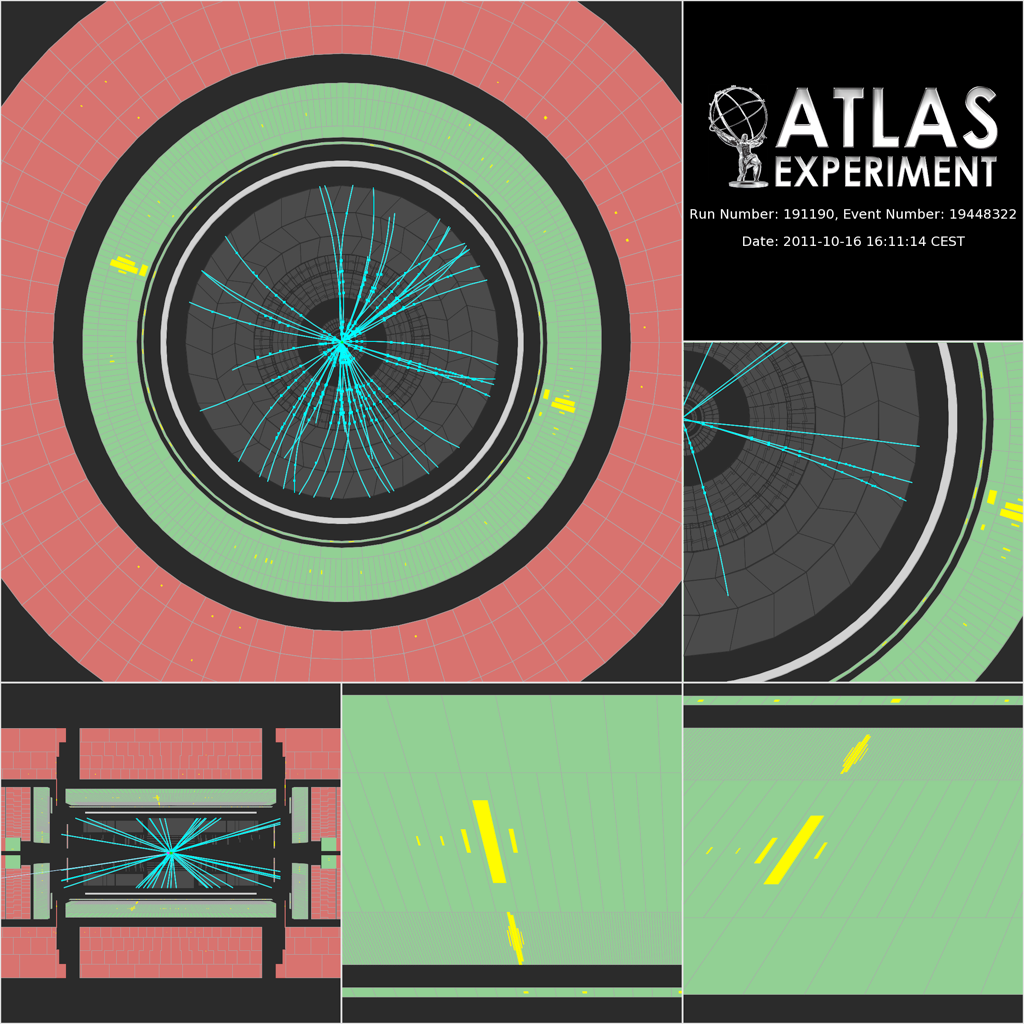 ATLAS
EXPERIMENT
Run Number: 191190, Event Number: 19448322
Date: 2011-10-16 16:11:14 CEST